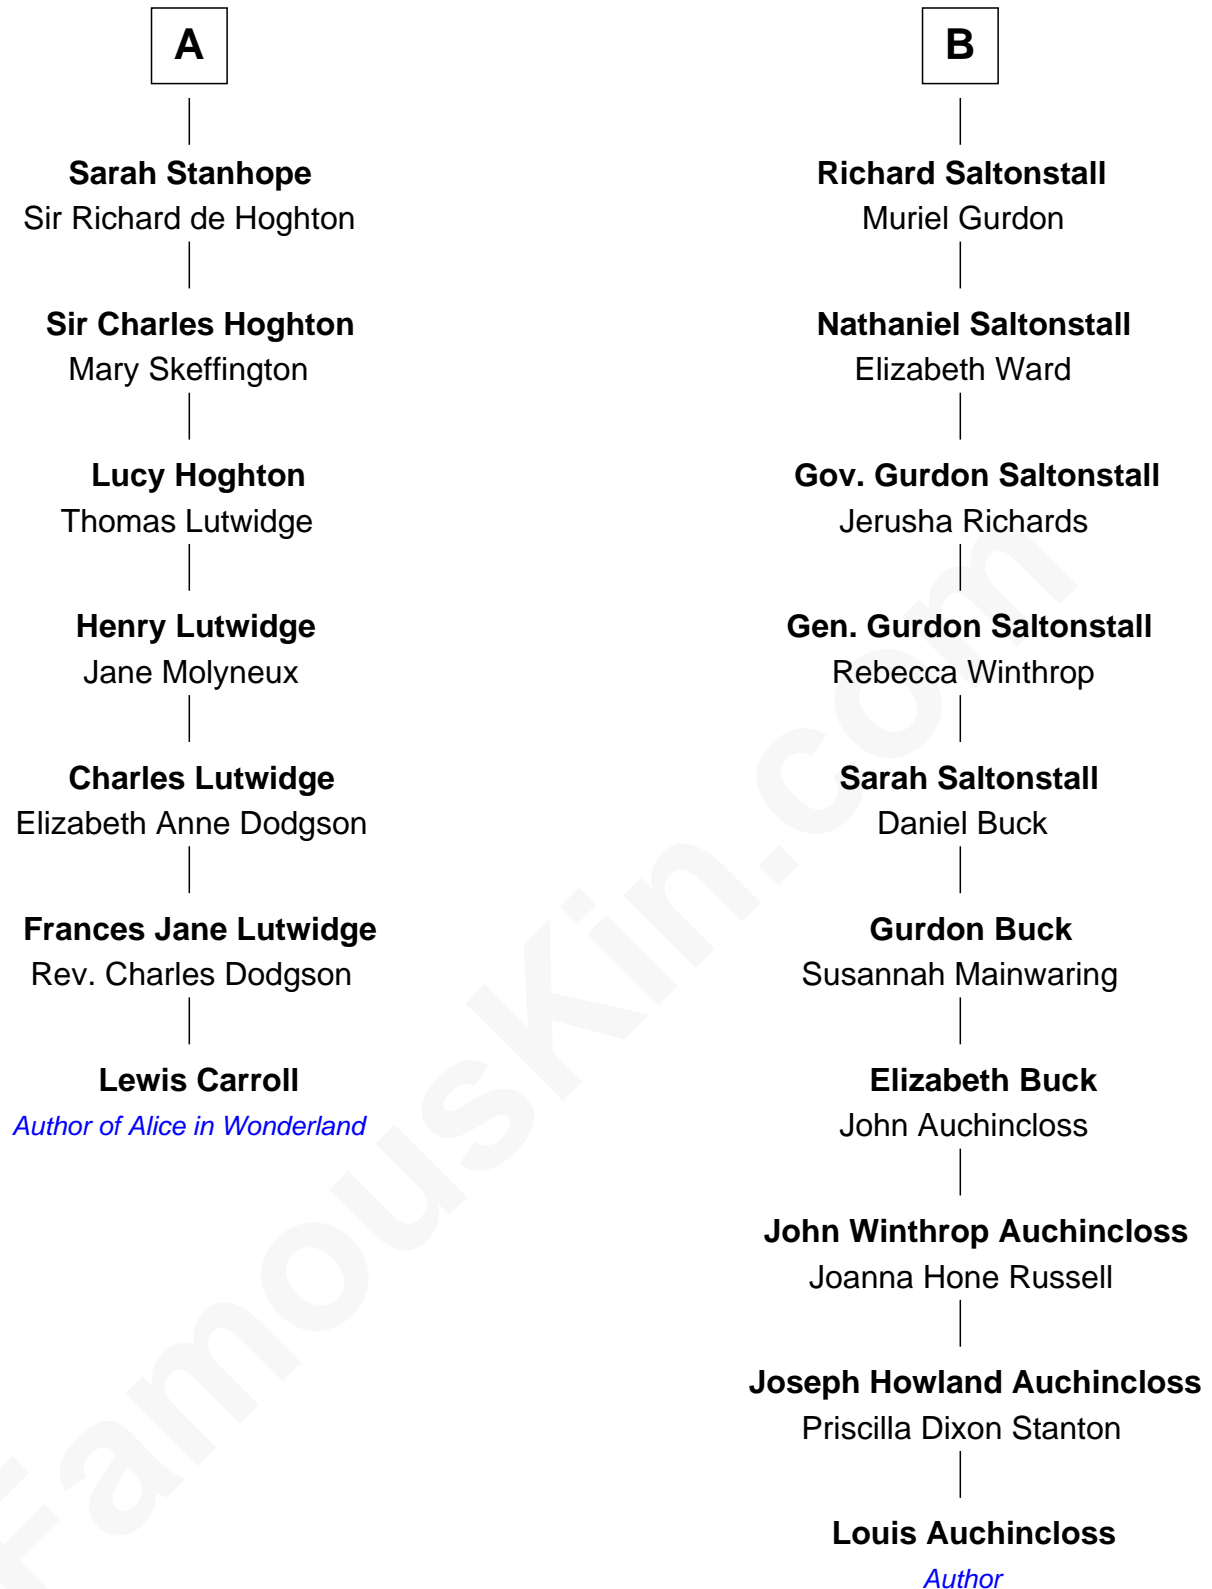 A
Sarah Stanhope
Sir Richard de Hoghton
Sir Charles Hoghton
Mary Skeffington
Lucy Hoghton
Thomas Lutwidge
Henry Lutwidge
Jane Molyneux
Charles Lutwidge
Elizabeth Anne Dodgson
Frances Jane Lutwidge
Rev. Charles Dodgson
Lewis Carroll
Author of Alice in Wonderland
B
Richard Saltonstall
Muriel Gurdon
Nathaniel Saltonstall
Elizabeth Ward
Gov. Gurdon Saltonstall
Jerusha Richards
Gen. Gurdon Saltonstall
Rebecca Winthrop
Sarah Saltonstall
Daniel Buck
Gurdon Buck
Susannah Mainwaring
Elizabeth Buck
John Auchincloss
John Winthrop Auchincloss
Joanna Hone Russell
Joseph Howland Auchincloss
Priscilla Dixon Stanton
Louis Auchincloss
Author
FamousKin.com